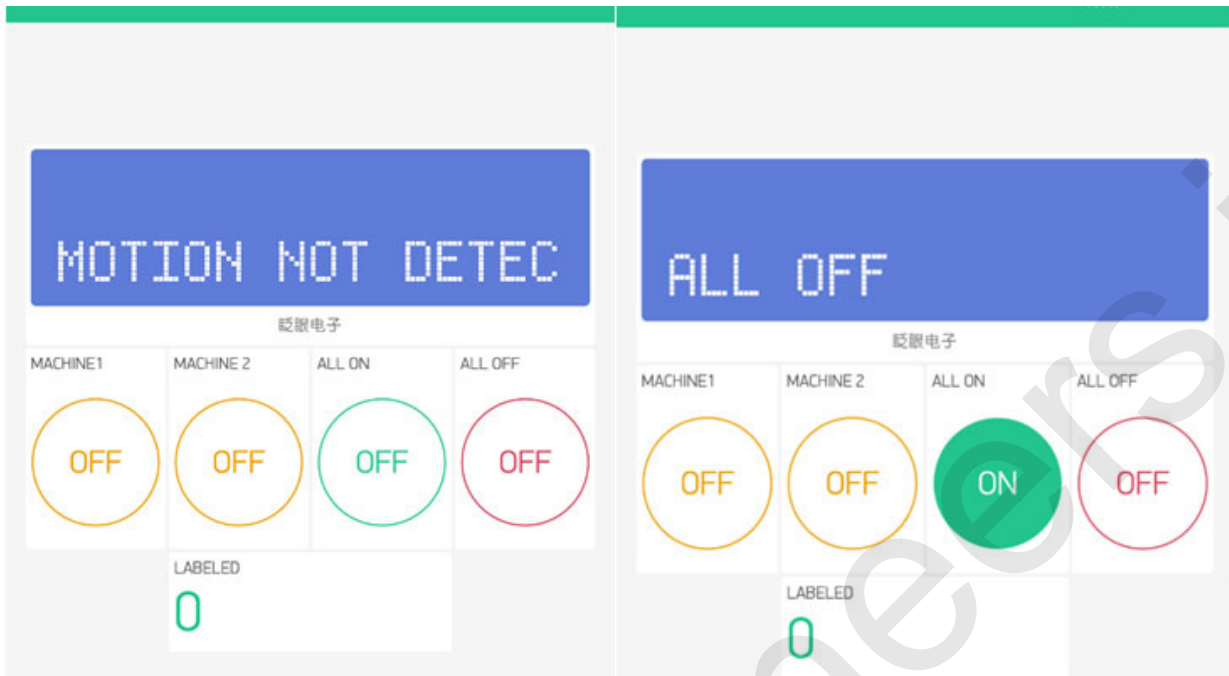 MOTION NOT DETEC
眨眼电子
MACHINE1
MACHINE 2
ALL ON
ALL OFF
OFF
OFF
OFF
OFF
LABELED
0
ALL OFF
眨眼电子
MACHINE1
MACHINE 2
ALL ON
ALL OFF
OFF
OFF
ON
OFF
LABELED
0